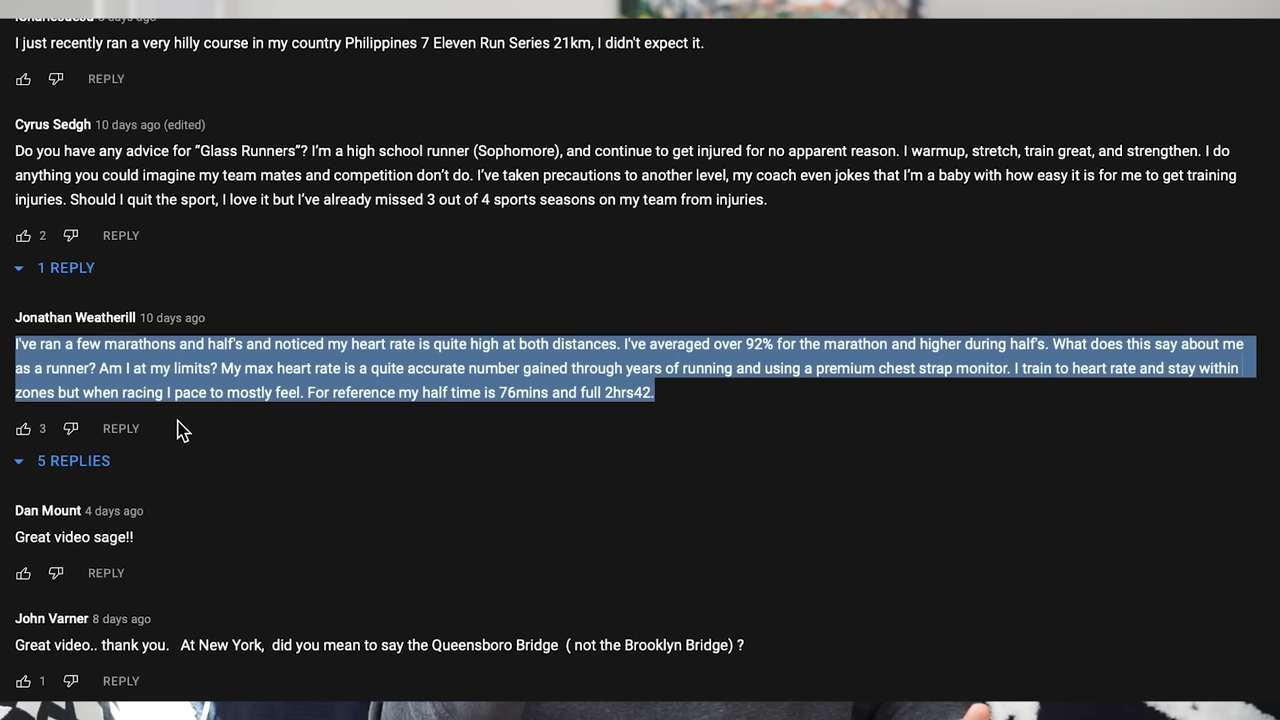 3 days ago
I just recently ran a very hilly course in my country Philippines 7 Eleven Run Series 21km, I didn't expect it.
REPLY
Cyrus Sedgh 10 days ago (edited)
Do you have any advice for “Glass Runners”? I’m a high school runner (Sophomore), and continue to get injured for no apparent reason. I warmup, stretch, train great, and strengthen. I do
anything you could imagine my team mates and competition don’t do. I’ve taken precautions to another level, my coach even jokes that I’m a baby with how easy it is for me to get training
injuries. Should I quit the sport, I love it but I’ve already missed 3 out of 4 sports seasons on my team from injuries.
2 REPLY
1 REPLY
Jonathan Weatherill 10 days ago
I've ran a few marathons and half's and noticed my heart rate is quite high at both distances. I've averaged over 92% for the marathon and higher during half's. What does this say about me
as a runner? Am I at my limits? My max heart rate is a quite accurate number gained through years of running and using a premium chest strap monitor. I train to heart rate and stay within
zones but when racing I pace to mostly feel. For reference my half time is 76mins and full 2hrs42.
3 REPLY
5 REPLIES
Dan Mount 4 days ago
Great video sage!!
REPLY
John Varner 8 days ago
Great video.. thank you. At New York, did you mean to say the Queensboro Bridge ( not the Brooklyn Bridge) ?
1 REPLY